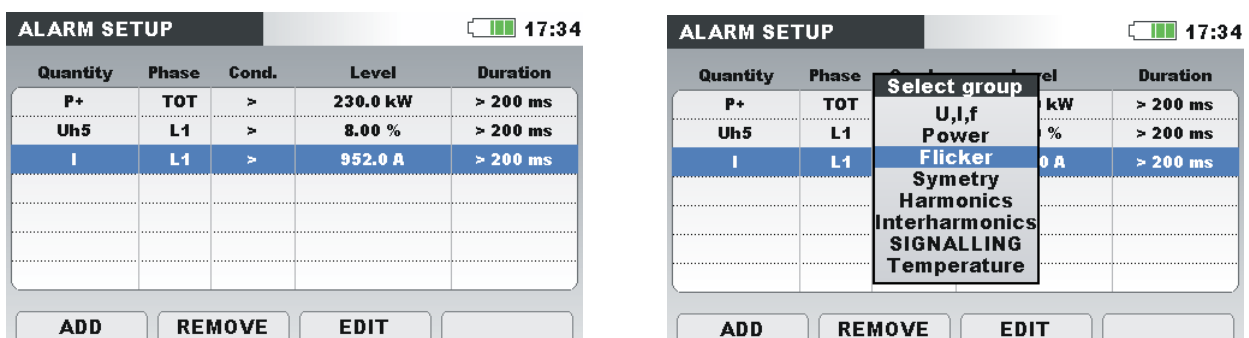 ALARM SETUP 17:34
Quantity Phase Cond. Level Duration
P+ TOT > 230.0 kW > 200 ms
Uh5 L1 > 8.00 % > 200 ms
I L1 > 952.0 A > 200 ms
ADD REMOVE EDIT
ALARM SETUP 17:34
Quantity Phase Duration
P+ TOT kW > 200 ms
Uh5 L1 % > 200 ms
I L1 0 A > 200 ms
Select group
U,I,f
Power
Flicker
Symetry
Harmonics
Interharmonics
SIGNALLING
Temperature
ADD REMOVE EDIT